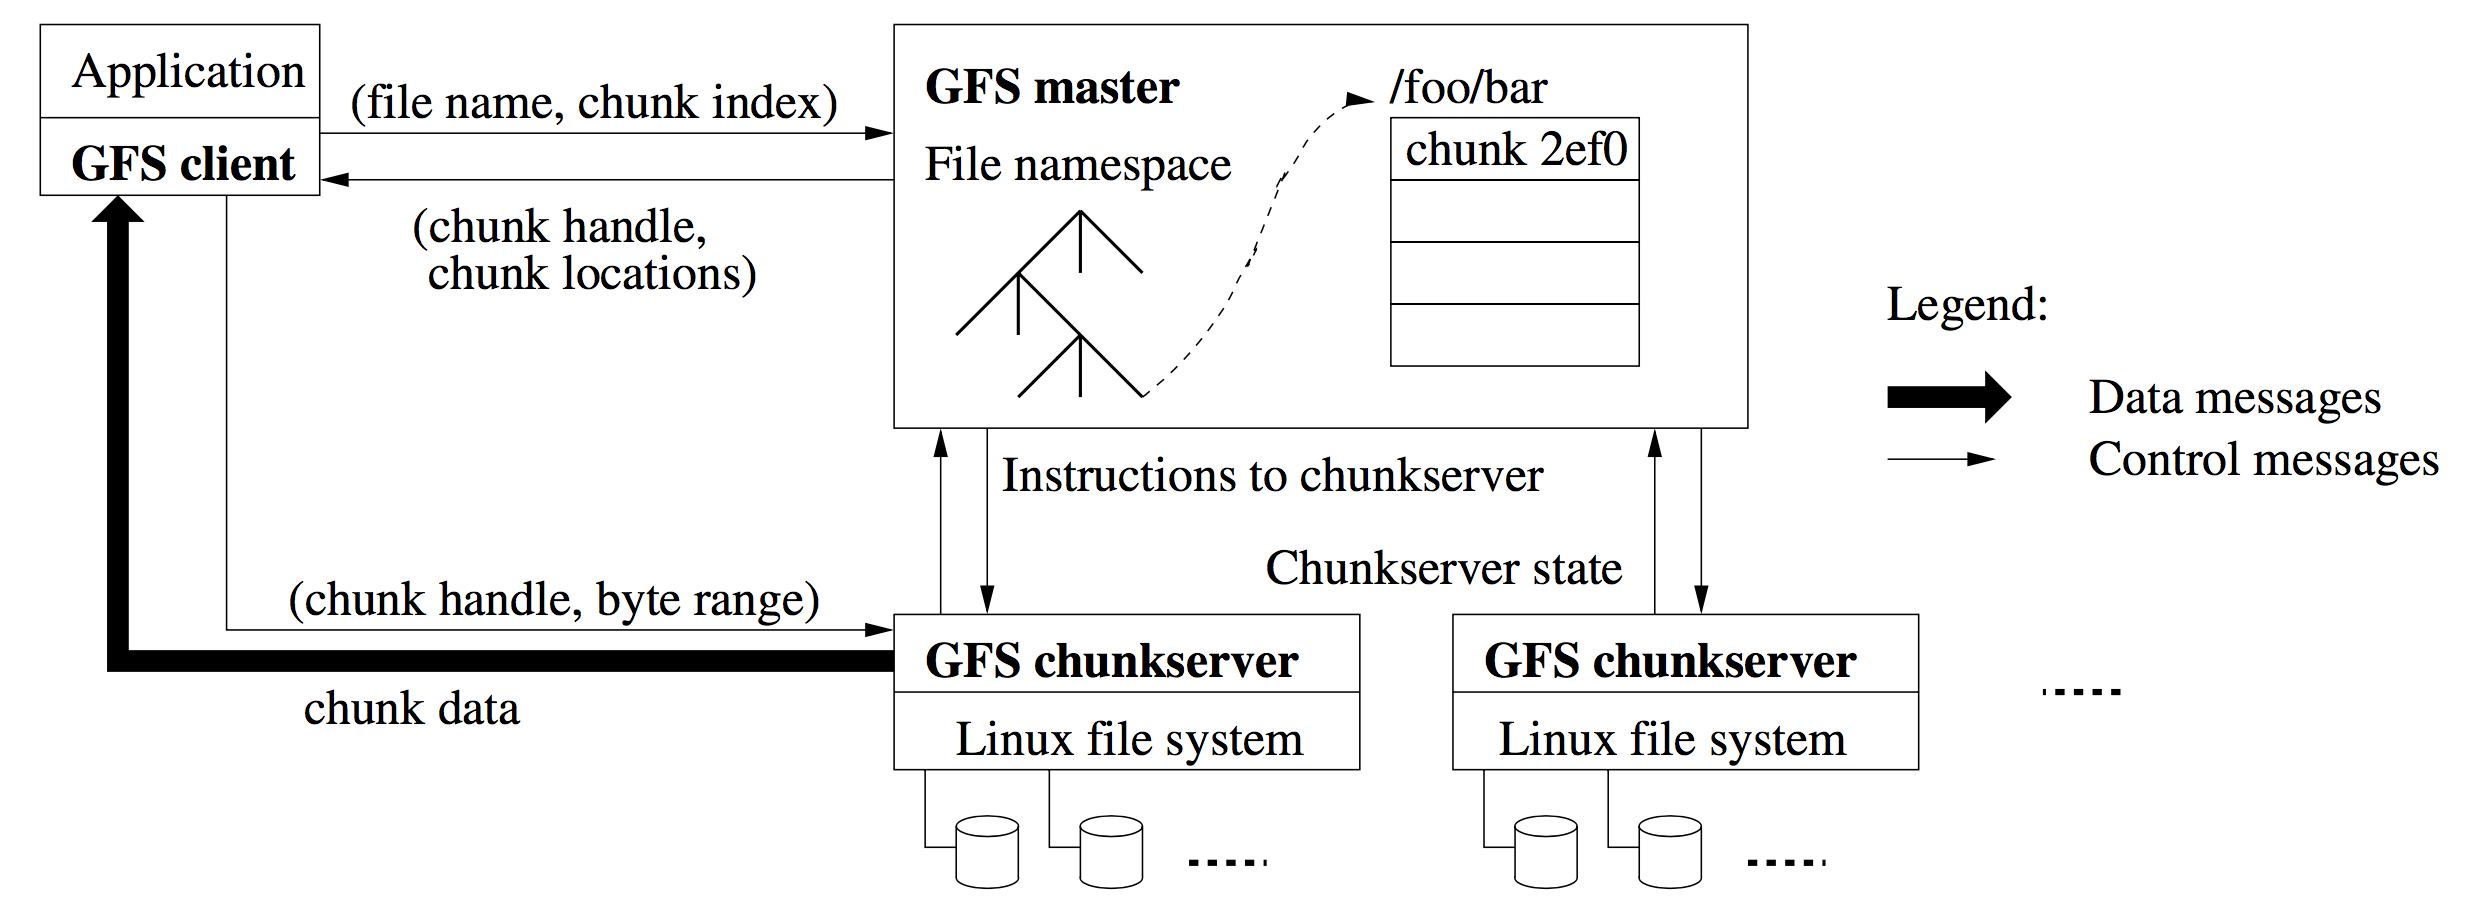 Application
GFS client
(file name, chunk index)
(chunk handle,
chunk locations)
GFS master
File namespace
/foo/bar
chunk 2ef0
Legend:
Data messages
Control messages
Instructions to chunkserver
Chunkserver state
(chunk handle, byte range)
chunk data
GFS chunkserver
Linux file system
GFS chunkserver
Linux file system